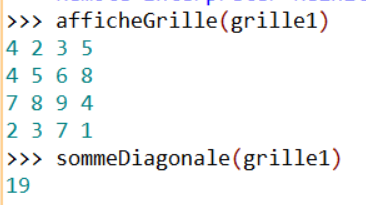 >>> afficheGrille(grille1)
4 2 3 5
4 5 6 8
7 8 9 4
2 3 7 1
>>> sommeDiagonale(grille1)
19